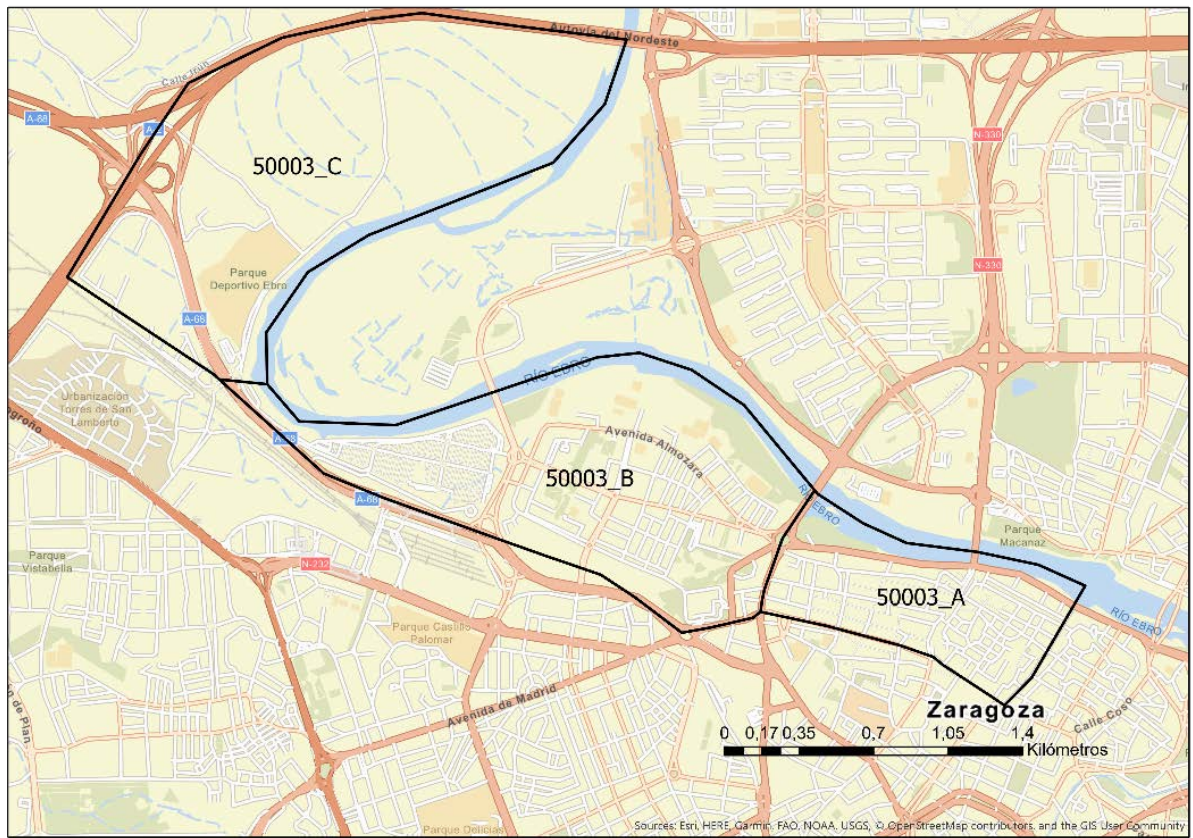 Autovía del Nordeste
Calle Irún
A-68
A-2
N-330
50003_C
Parque
Deportivo Ebro
N-330
A-68
RÍO EBRO
Urbanización
Torres de San
Lamberto
Avenida Almozara
A-68
50003_B
A-68
RÍO EBRO
Parque
Macanaz
Parque
Vistabella
N-232
50003_A
Parque Castillo
Palomar
RÍO EBRO
Avenida de Madrid
Zaragoza
Calle Coso
0 0,17 0,35 0,7 1,05 1,4
Kilómetros
Parque Delicias
Sources: Esri, HERE, Garmin, FAO, NOAA, USGS, © OpenStreetMap contributors, and the GIS User Community